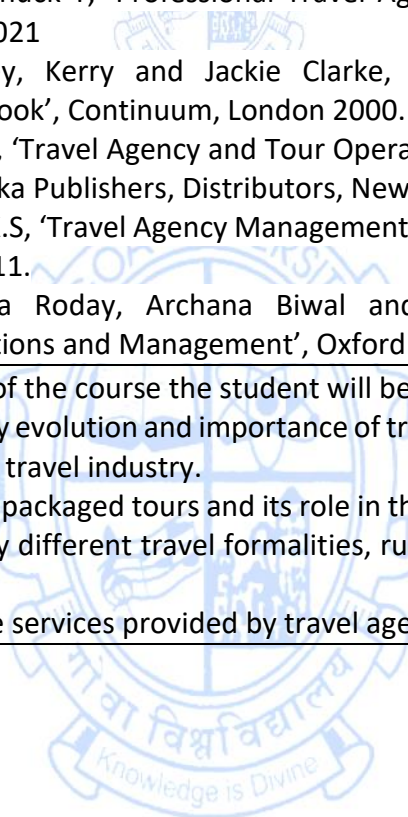 Professional Travel Ag
2021
y, Kerry and Jackie Clarke,
ook’, Continuum, London 2000.
, ‘Travel Agency and Tour Opera
ka Publishers, Distributors, New
.S, ‘Travel Agency Management
11.
a Roday, Archana Biwal and
tions and Management’, Oxford
of the course the student will be
y evolution and importance of tr
travel industry.
packaged tours and its role in th
y different travel formalities, ru
e services provided by travel age
गोवा विश्वविद्यालय
Knowledge is Divine